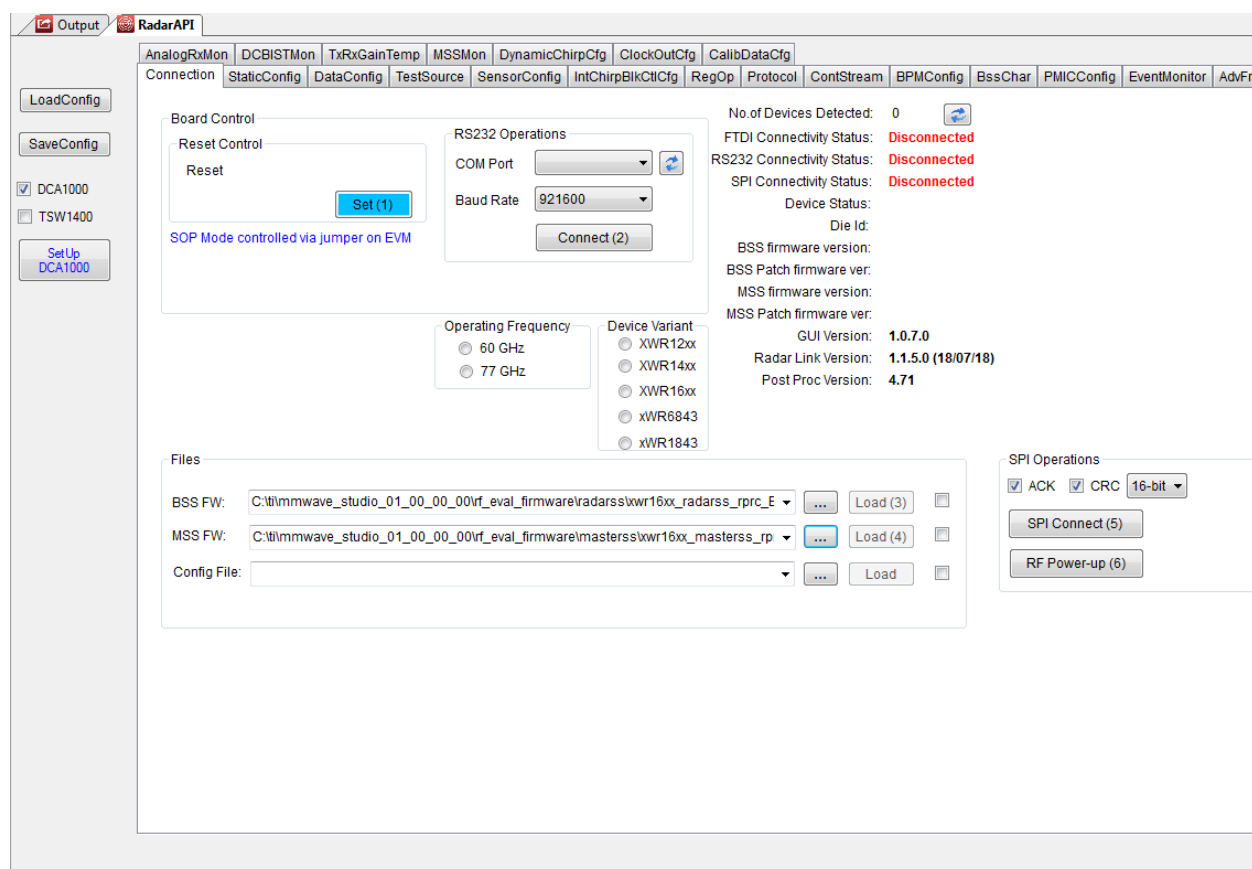 Output RadarAPI
AnalogRxMon DCBISTMon TxRxGainTemp MSSMon DynamicChirpCfg ClockOutCfg CalibDataCfg
Connection StaticConfig DataConfig TestSource SensorConfig IntChirpBlkCtlCfg RegOp Protocol ContStream BPMConfig BssChar PMICConfig EventMonitor AdvFr
LoadConfig
SaveConfig
DCA1000
TSW1400
SetUp
DCA1000
Board Control
Reset Control
Reset
Set (1)
SOP Mode controlled via jumper on EVM
RS232 Operations
COM Port
Baud Rate 921600
Connect (2)
No.of Devices Detected: 0
FTDI Connectivity Status: Disconnected
RS232 Connectivity Status: Disconnected
SPI Connectivity Status: Disconnected
Device Status:
Die Id:
BSS firmware version:
BSS Patch firmware ver:
MSS firmware version:
MSS Patch firmware ver:
GUI Version: 1.0.7.0
Radar Link Version: 1.1.5.0 (18/07/18)
Post Proc Version: 4.71
Operating Frequency
60 GHz
77 GHz
Device Variant
XWR12xx
XWR14xx
XWR16xx
xWR6843
xWR1843
Files
BSS FW: C:\ti\mmwave_studio_01_00_00_00\rf_eval_firmware\radarss\xwr16xx_radarss_rprc_E ... Load (3)
MSS FW: C:\ti\mmwave_studio_01_00_00_00\rf_eval_firmware\masterss\xwr16xx_masterss_rp ... Load (4)
Config File: ... Load
SPI Operations
ACK CRC 16-bit
SPI Connect (5)
RF Power-up (6)